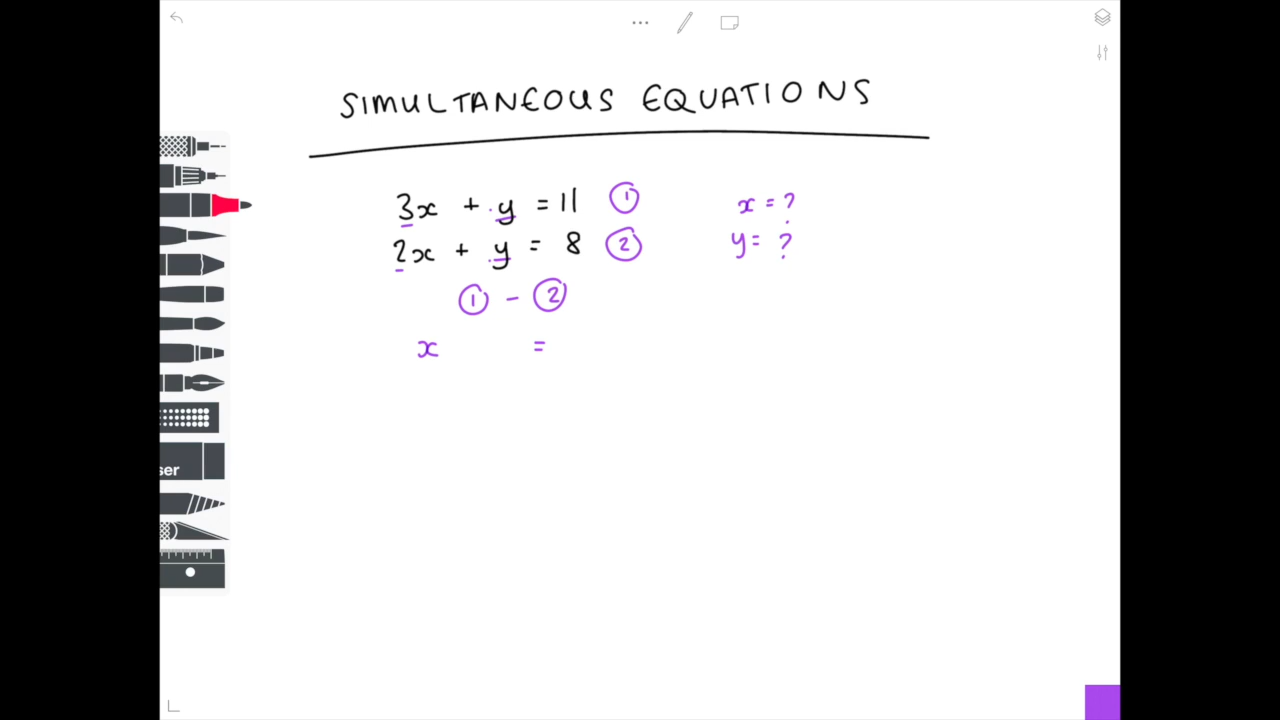 SIMULTANEOUS EQUATIONS
3x + y = 11 ① x = ?
2x + y = 8 ② y = ?
① - ②
x =
ser